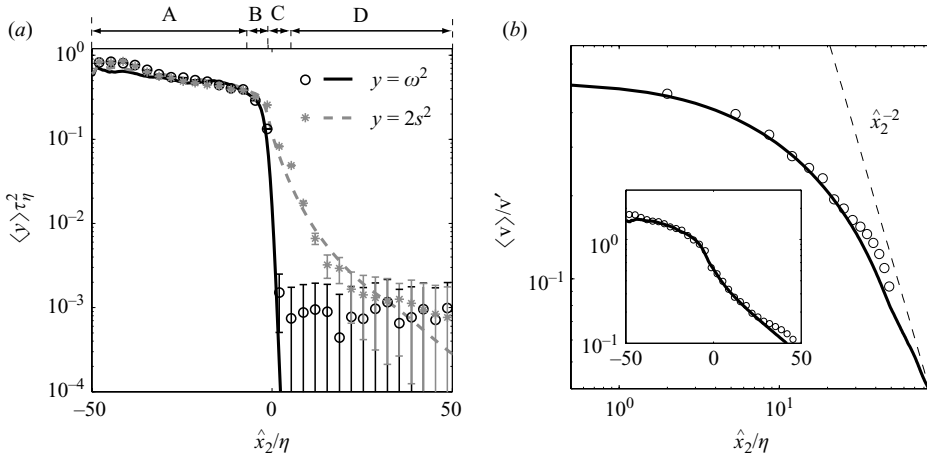 A B C D
(a)
10^0
10^-1
10^-2
10^-3
10^-4
⟨y⟩τ_η^2
y = ω^2
y = 2s^2
–50 0 50
x̂_2/η
(b)
x̂_2^-2
⟨v⟩/v′
10^-1
10^0
10^-1
–50 0 50
10^0 10^1
x̂_2/η